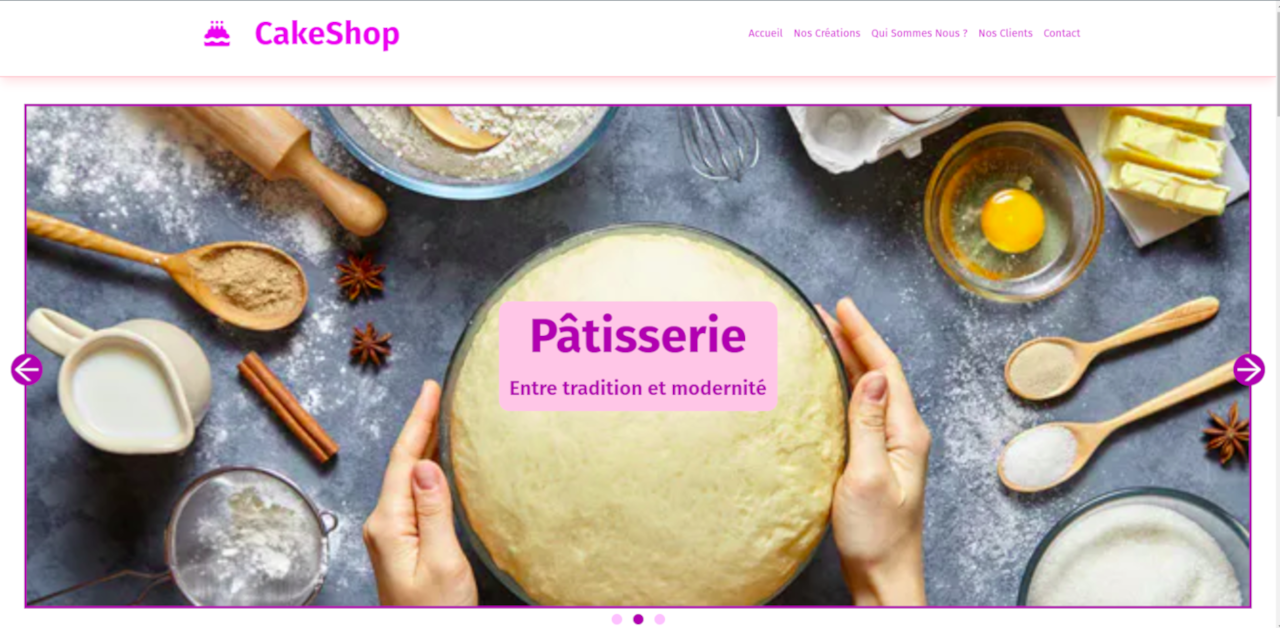 CakeShop
Accueil Nos Créations Qui Sommes Nous ? Nos Clients Contact
Pâtisserie
Entre tradition et modernité